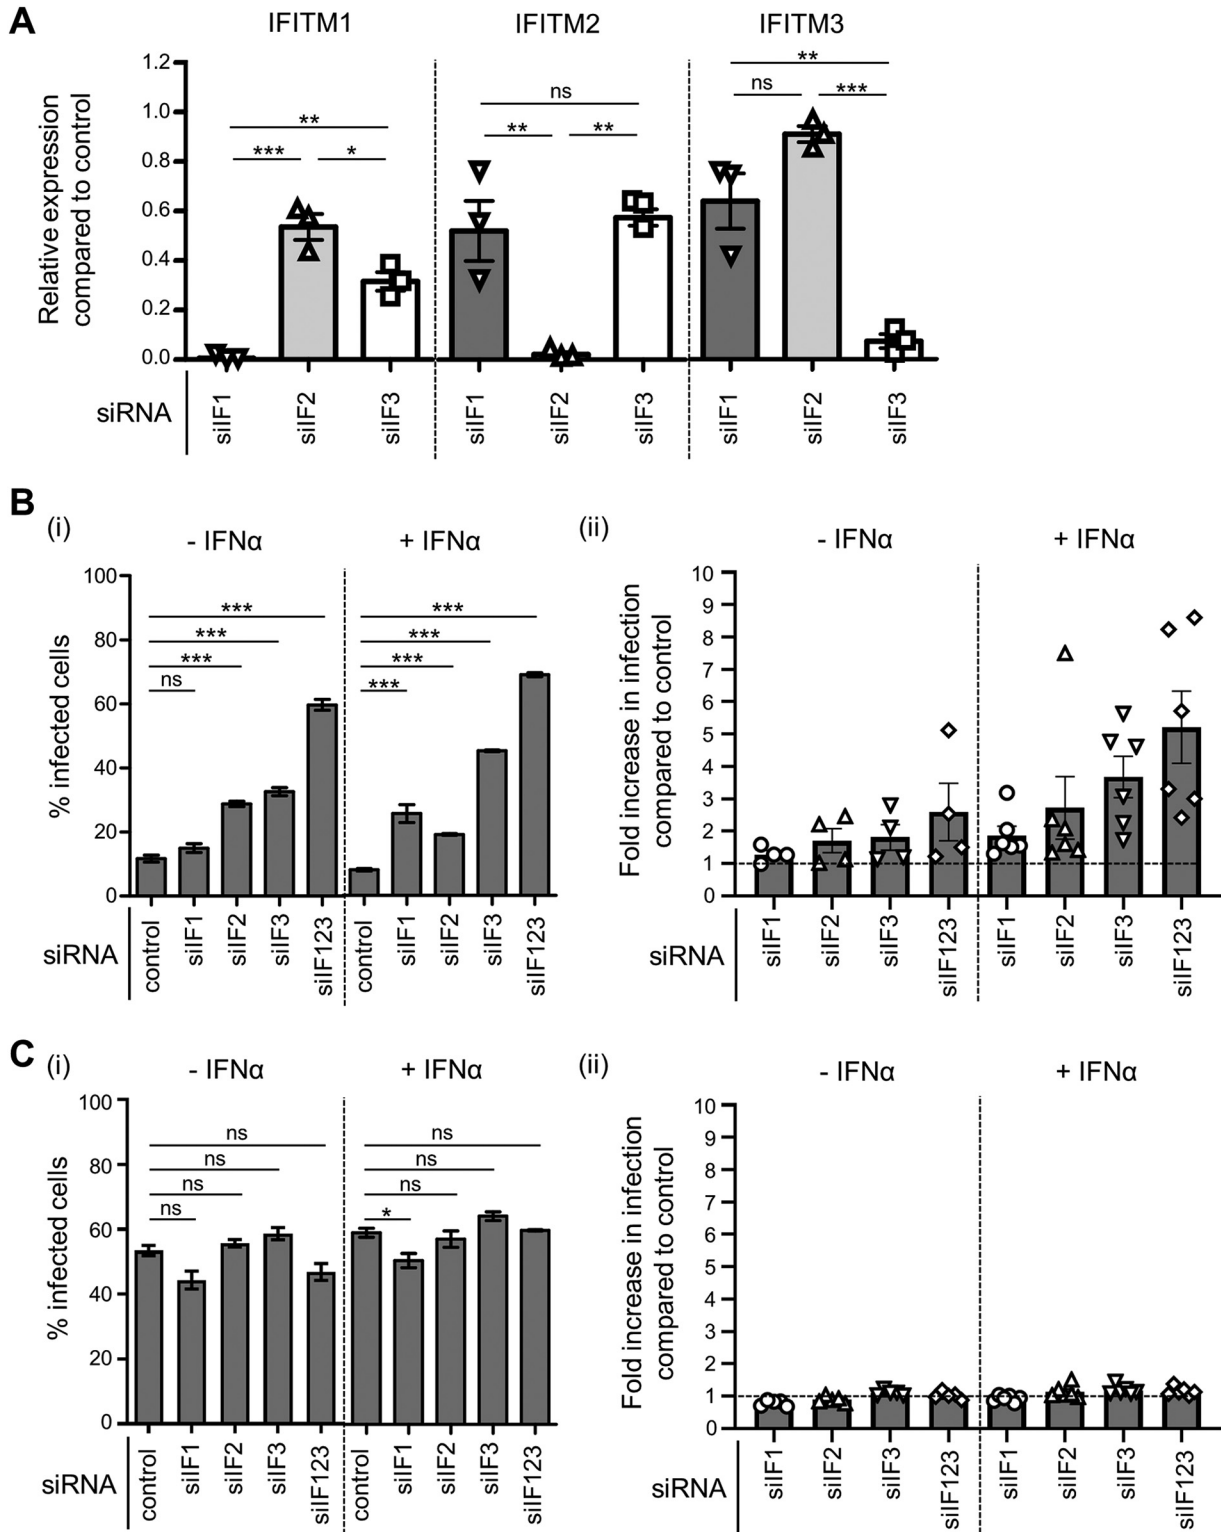 A
IFITM1
IFITM2
IFITM3
Relative expression
compared to control
1.2
1.0
0.8
0.6
0.4
0.2
0.0
**
***
*
ns
**
**
**
ns
***
siRNA
siIF1
siIF2
siIF3
siIF1
siIF2
siIF3
siIF1
siIF2
siIF3
B
(i)
- IFNα
+ IFNα
% infected cells
100
80
60
40
20
0
***
***
***
ns
***
***
***
***
siRNA
control
siIF1
siIF2
siIF3
siIF123
control
siIF1
siIF2
siIF3
siIF123
(ii)
- IFNα
+ IFNα
Fold increase in infection
compared to control
10
9
8
7
6
5
4
3
2
1
0
siRNA
siIF1
siIF2
siIF3
siIF123
siIF1
siIF2
siIF3
siIF123
C
(i)
- IFNα
+ IFNα
% infected cells
100
80
60
40
20
0
ns
ns
ns
ns
ns
ns
ns
*
siRNA
control
siIF1
siIF2
siIF3
siIF123
control
siIF1
siIF2
siIF3
siIF123
(ii)
- IFNα
+ IFNα
Fold increase in infection
compared to control
10
9
8
7
6
5
4
3
2
1
0
siRNA
siIF1
siIF2
siIF3
siIF123
siIF1
siIF2
siIF3
siIF123